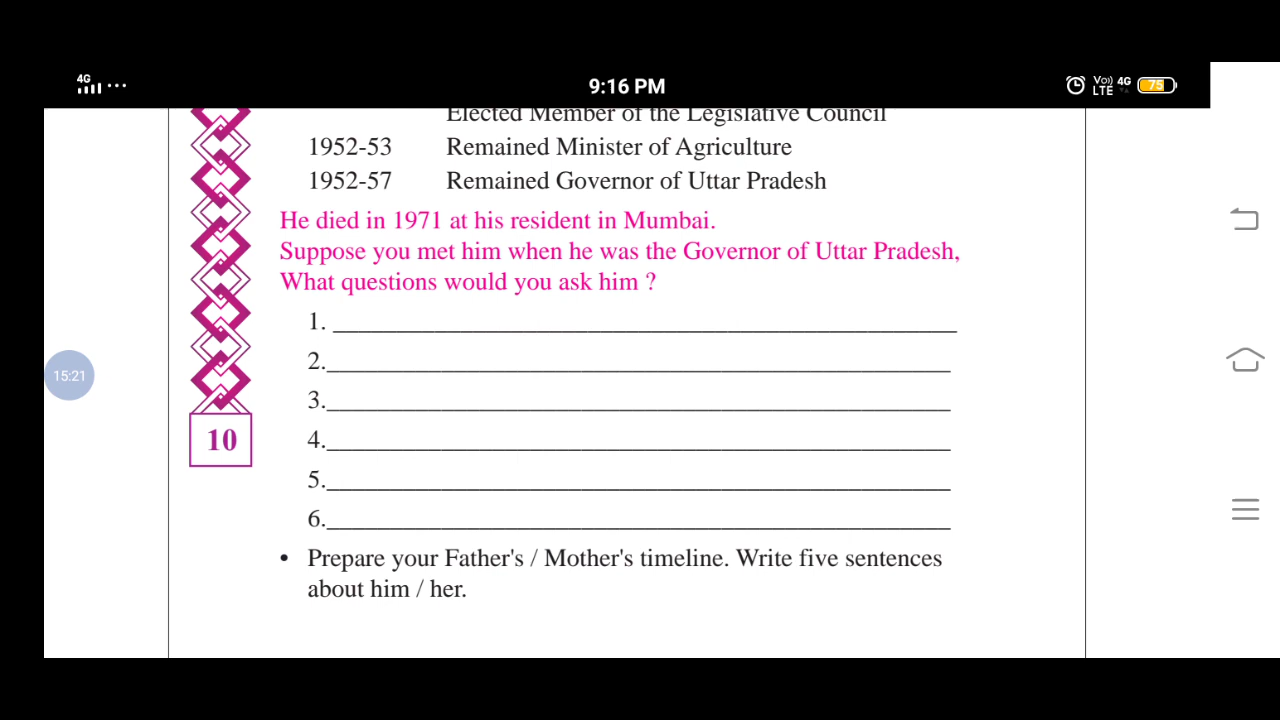 4G
9:16 PM
Vo))
LTE
4G
75
Elected Member of the Legislative Council
1952-53 Remained Minister of Agriculture
1952-57 Remained Governor of Uttar Pradesh
He died in 1971 at his resident in Mumbai.
Suppose you met him when he was the Governor of Uttar Pradesh,
What questions would you ask him ?
1.
2.
3.
4.
5.
6.
15:21
10
• Prepare your Father's / Mother's timeline. Write five sentences
about him / her.